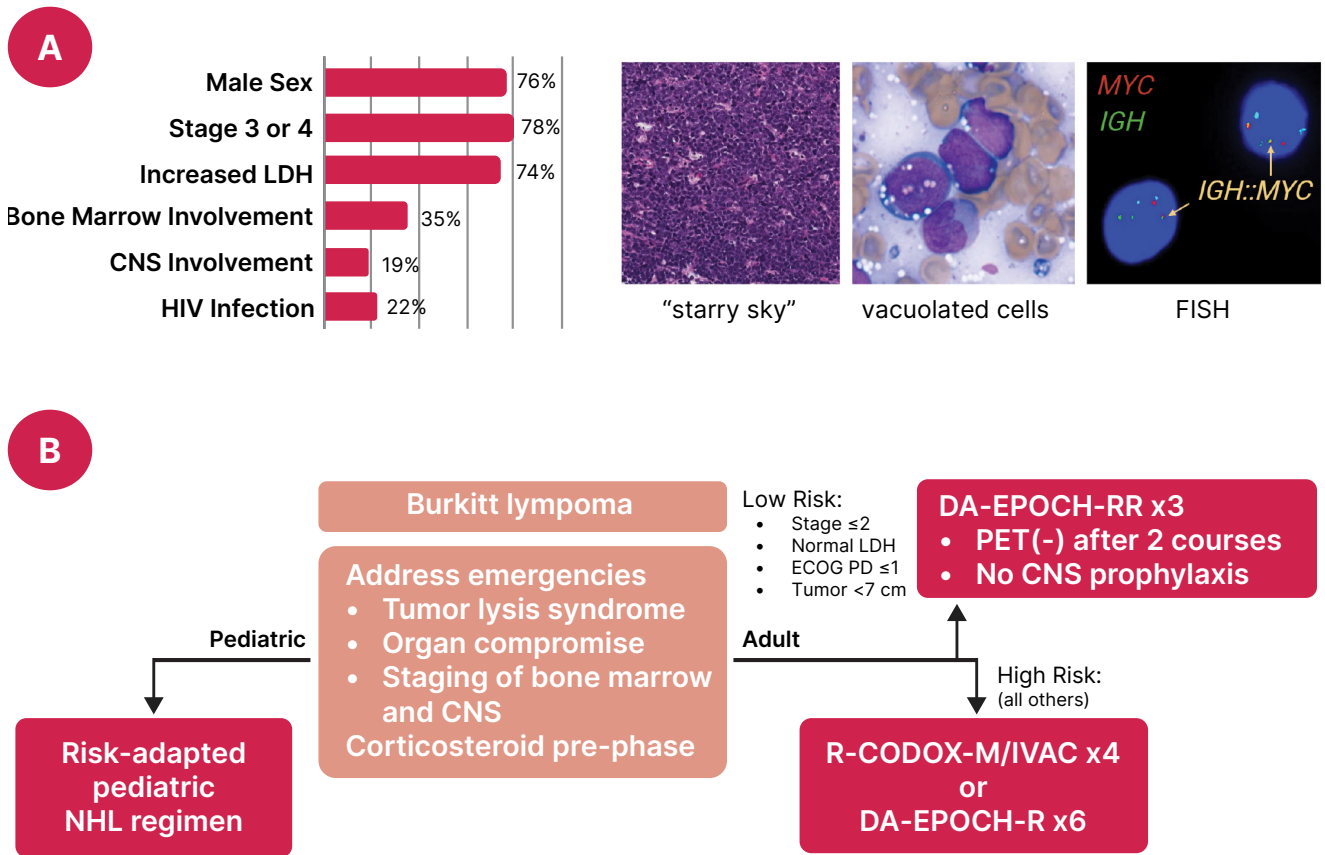 A
Male Sex
76%
Stage 3 or 4
78%
Increased LDH
74%
Bone Marrow Involvement
35%
CNS Involvement
19%
HIV Infection
22%
MYC
IGH
IGH::MYC
"starry sky"
vacuolated cells
FISH
B
Burkitt lympoma
Address emergencies
• Tumor lysis syndrome
• Organ compromise
• Staging of bone marrow
and CNS
Corticosteroid pre-phase
Pediatric
Risk-adapted
pediatric
NHL regimen
Adult
Low Risk:
• Stage ≤2
• Normal LDH
• ECOG PD ≤1
• Tumor <7 cm
DA-EPOCH-RR x3
• PET(-) after 2 courses
• No CNS prophylaxis
High Risk:
(all others)
R-CODOX-M/IVAC x4
or
DA-EPOCH-R x6